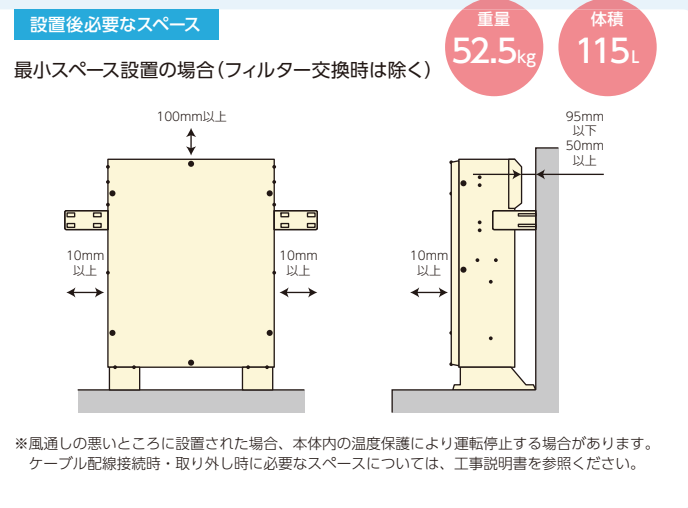 設置後必要なスペース
重量
52.5kg
体積
115L
最小スペース設置の場合(フィルター交換時は除く)
100mm以上
95mm
以下
50mm
以上
10mm
以上
10mm
以上
10mm
以上
※風通しの悪いところに設置された場合、本体内の温度保護により運転停止する場合があります。
ケーブル配線接続時・取り外し時に必要なスペースについては、工事説明書を参照ください。